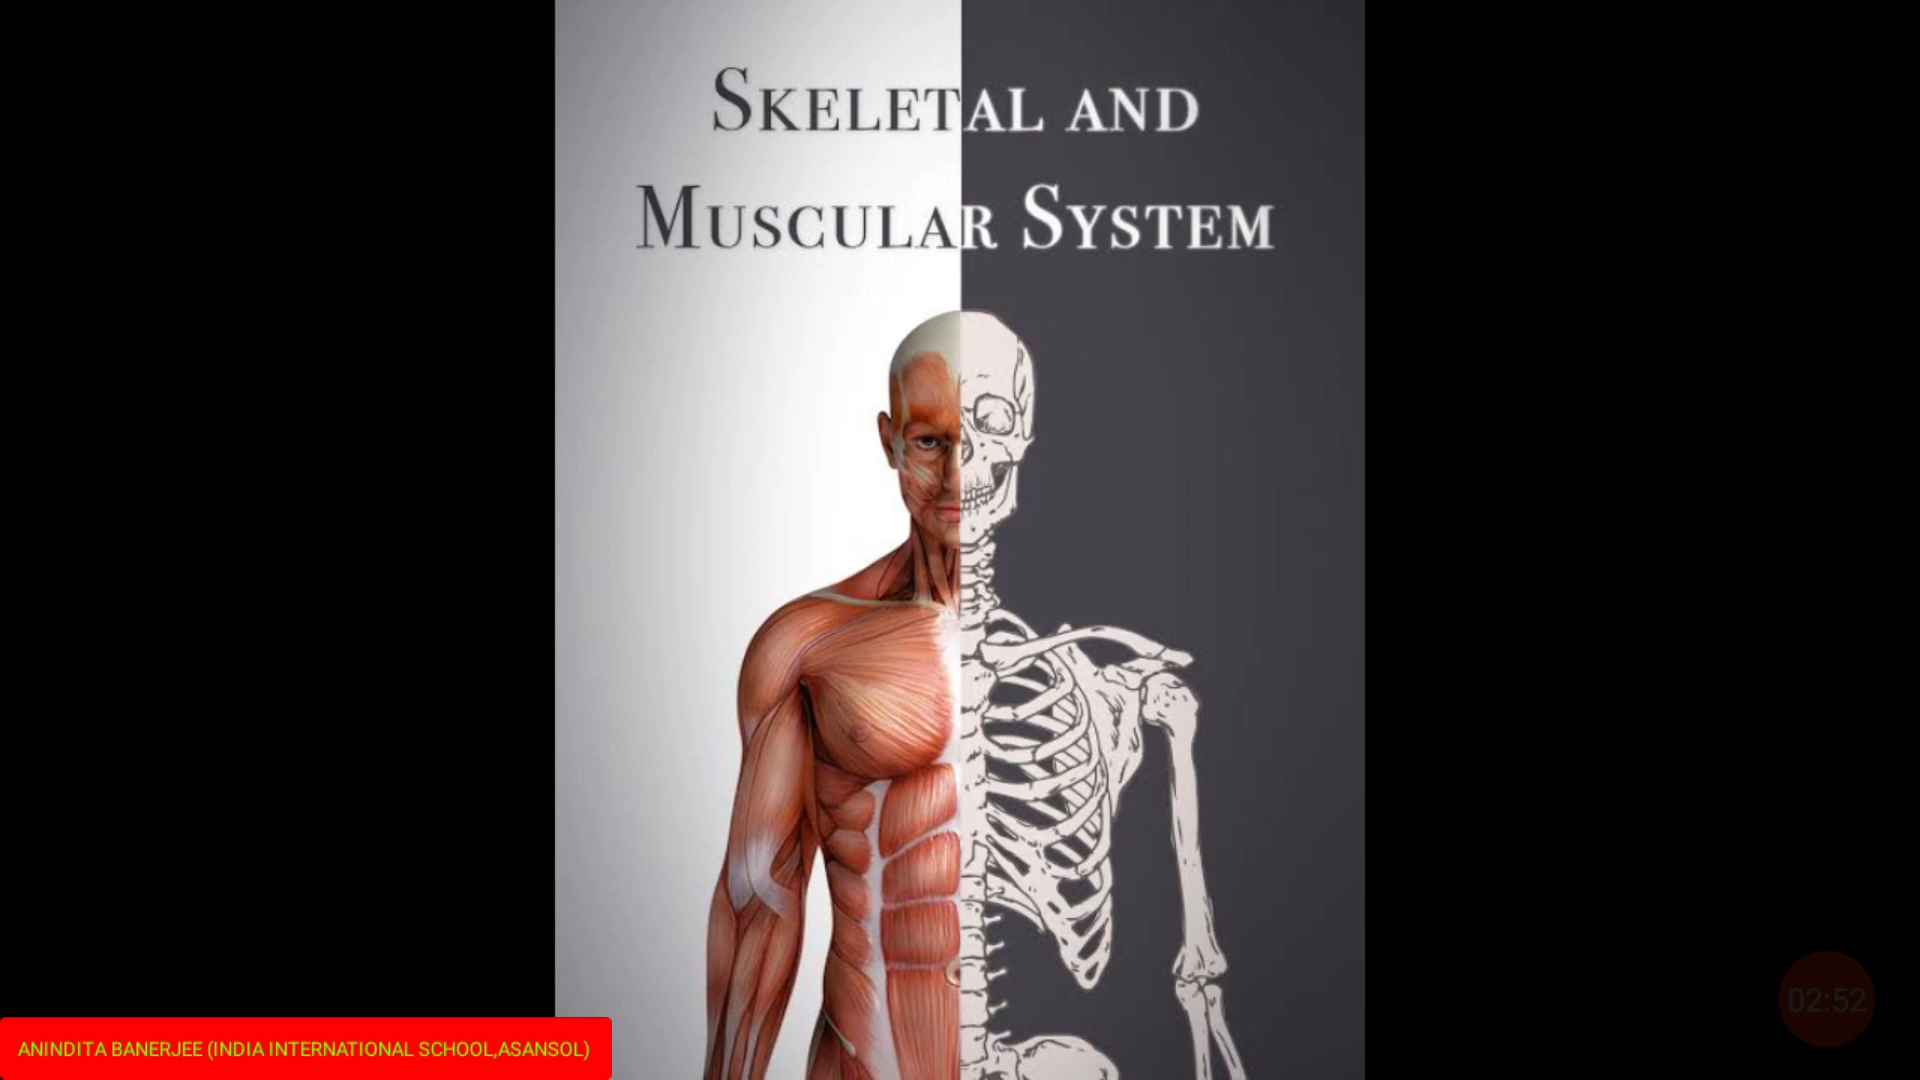 SKELETAL AND
MUSCULAR SYSTEM
ANINDITA BANERJEE (INDIA INTERNATIONAL SCHOOL,ASANSOL)
02:52